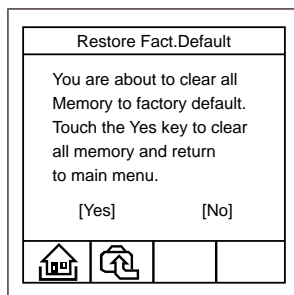 Restore Fact.Default
You are about to clear all
Memory to factory default.
Touch the Yes key to clear
all memory and return
to main menu.
[Yes] [No]